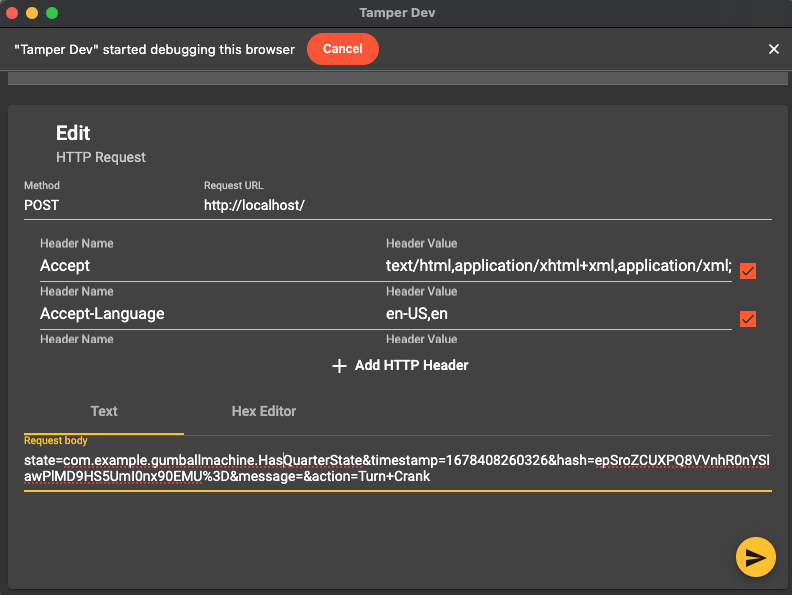 Tamper Dev
"Tamper Dev" started debugging this browser Cancel
Edit
HTTP Request
Method Request URL
POST http://localhost/
Header Name Header Value
Accept text/html,application/xhtml+xml,application/xml;
Header Name Header Value
Accept-Language en-US,en
Header Name Header Value
Add HTTP Header
Text Hex Editor
Request body
state=com.example.gumballmachine.HasQuarterState&timestamp=1678408260326&hash=epSroZCUXPQ8VVnhR0nYSl
awPlMD9HS5UmI0nx90EMU%3D&message=&action=Turn+Crank